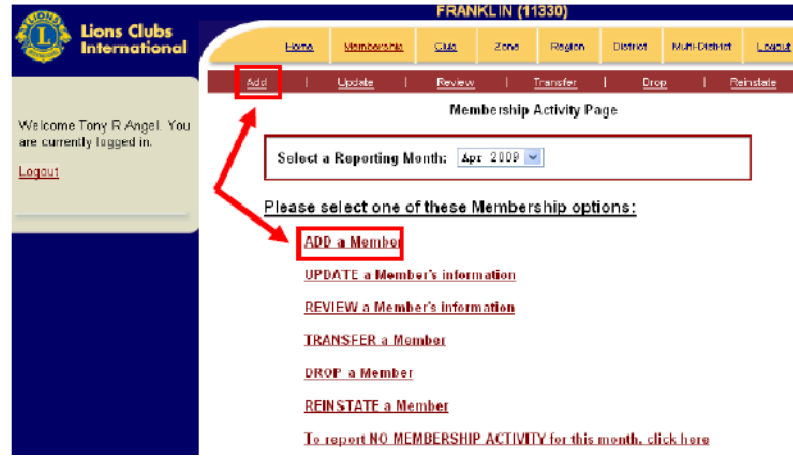 FRANKLIN (11330)
Lions Clubs
International
Home Membership Club Zone Region District Multi-District Logout
Add | Update | Review | Transfer | Drop | Reinstate
Membership Activity Page
Welcome Tony R Angel. You
are currently logged in.
Logout
Select a Reporting Month: Apr 2009
Please select one of these Membership options:
ADD a Member
UPDATE a Member's information
REVIEW a Member's information
TRANSFER a Member
DROP a Member
REINSTATE a Member
To report NO MEMBERSHIP ACTIVITY for this month, click here